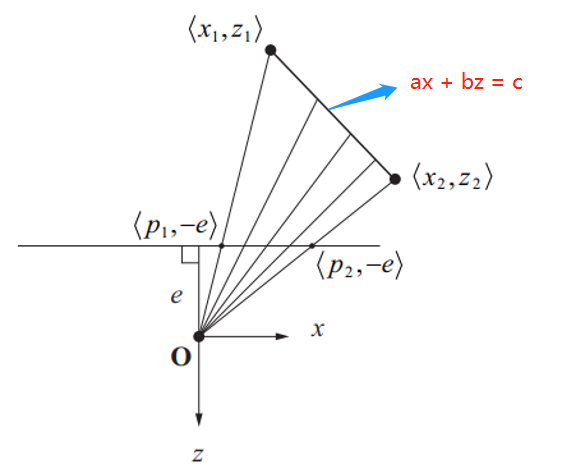 ⟨x₁, z₁⟩
ax + bz = c
⟨x₂, z₂⟩
⟨p₁, −e⟩
⟨p₂, −e⟩
e
x
O
z